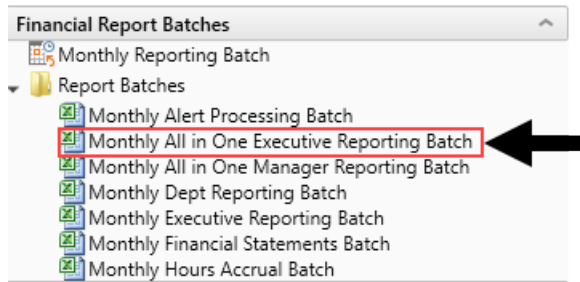 Financial Report Batches
Monthly Reporting Batch
Report Batches
Monthly Alert Processing Batch
Monthly All in One Executive Reporting Batch
Monthly All in One Manager Reporting Batch
Monthly Dept Reporting Batch
Monthly Executive Reporting Batch
Monthly Financial Statements Batch
Monthly Hours Accrual Batch